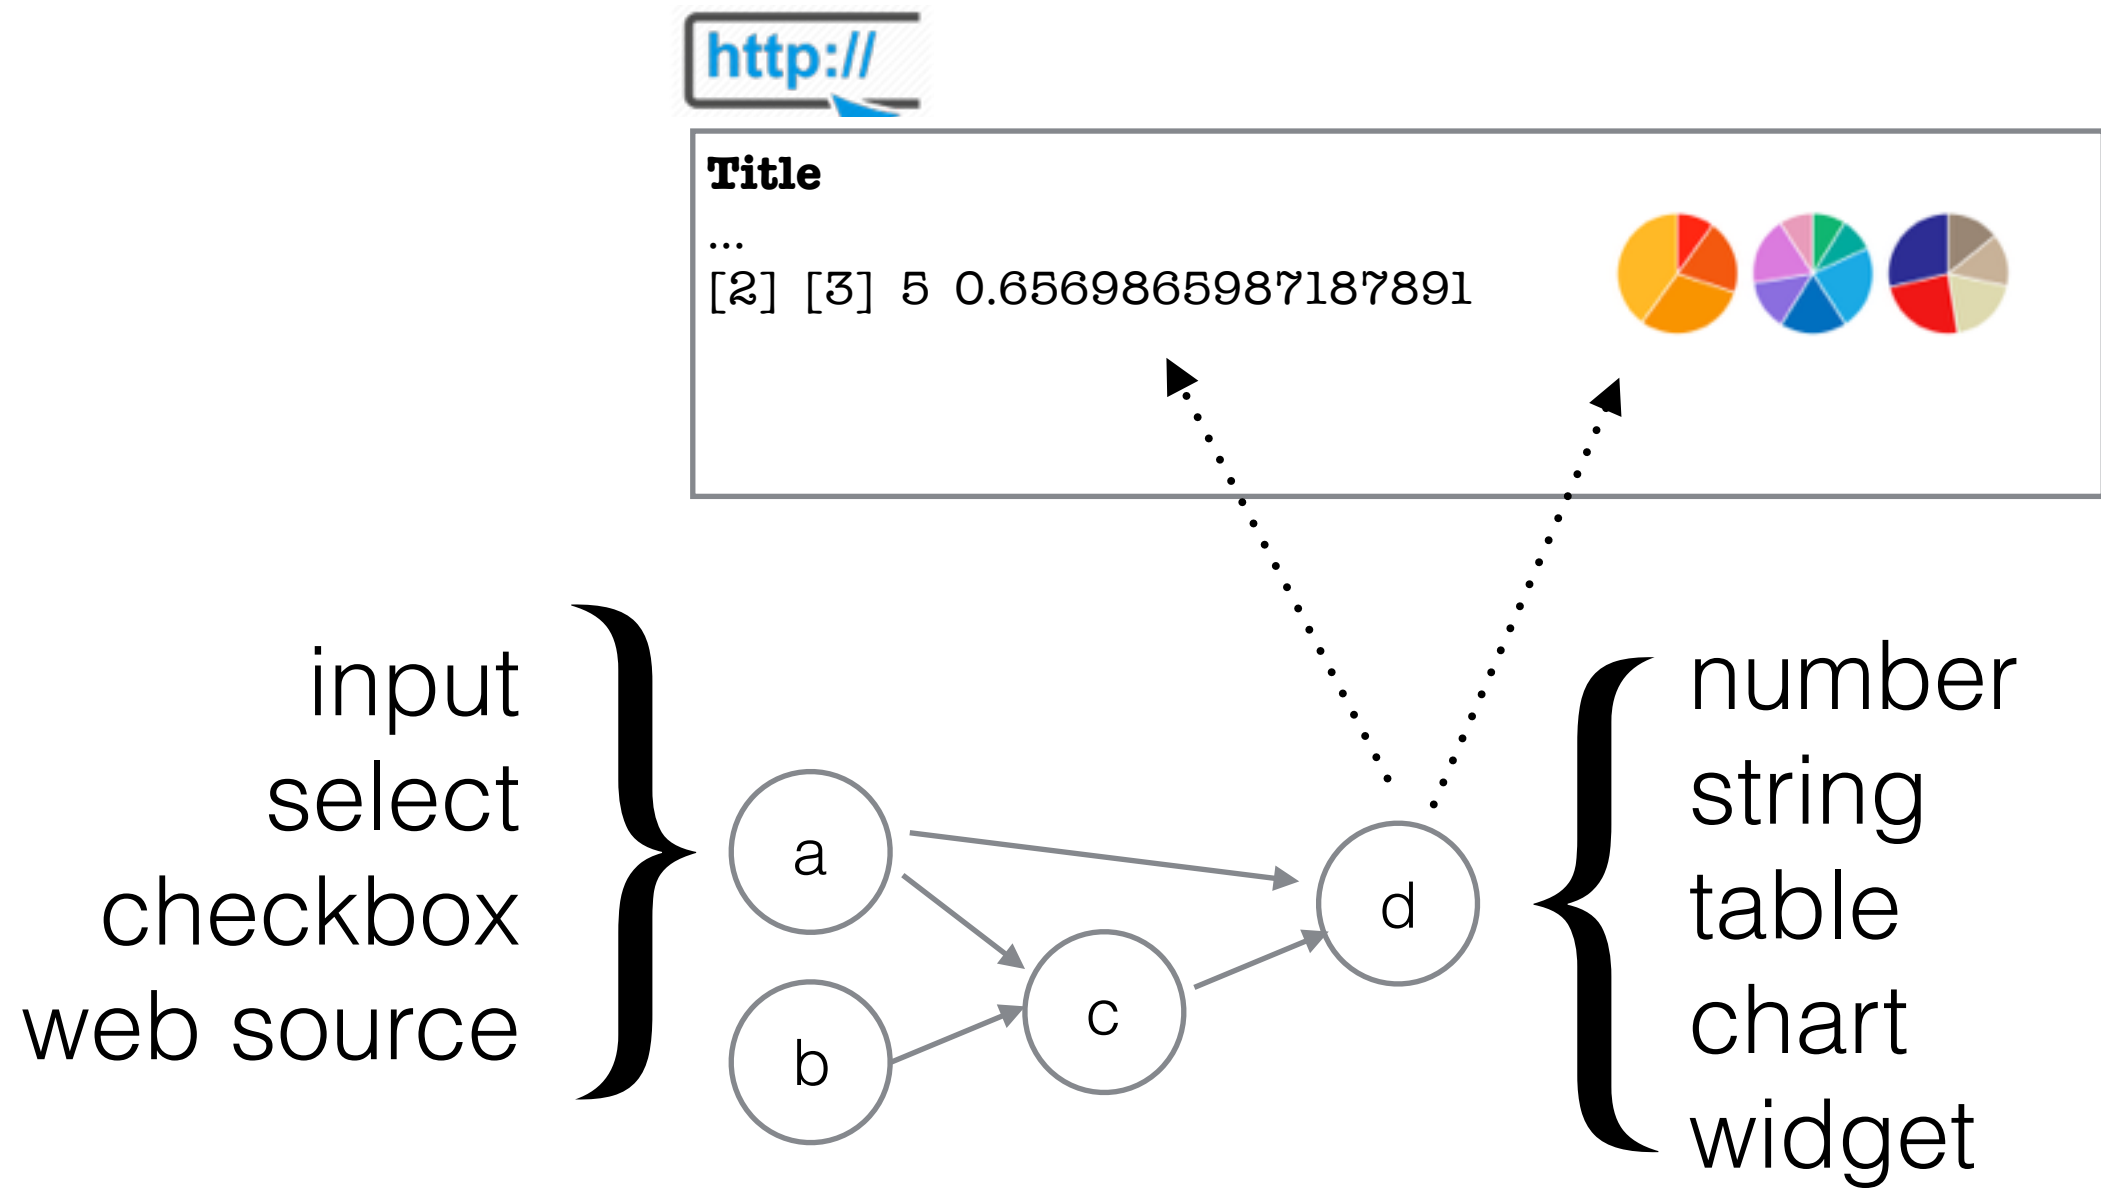 http://
Title
...
[2] [3] 5 0.6569865987187891
input
select
checkbox
web source
a
b
c
d
number
string
table
chart
widget